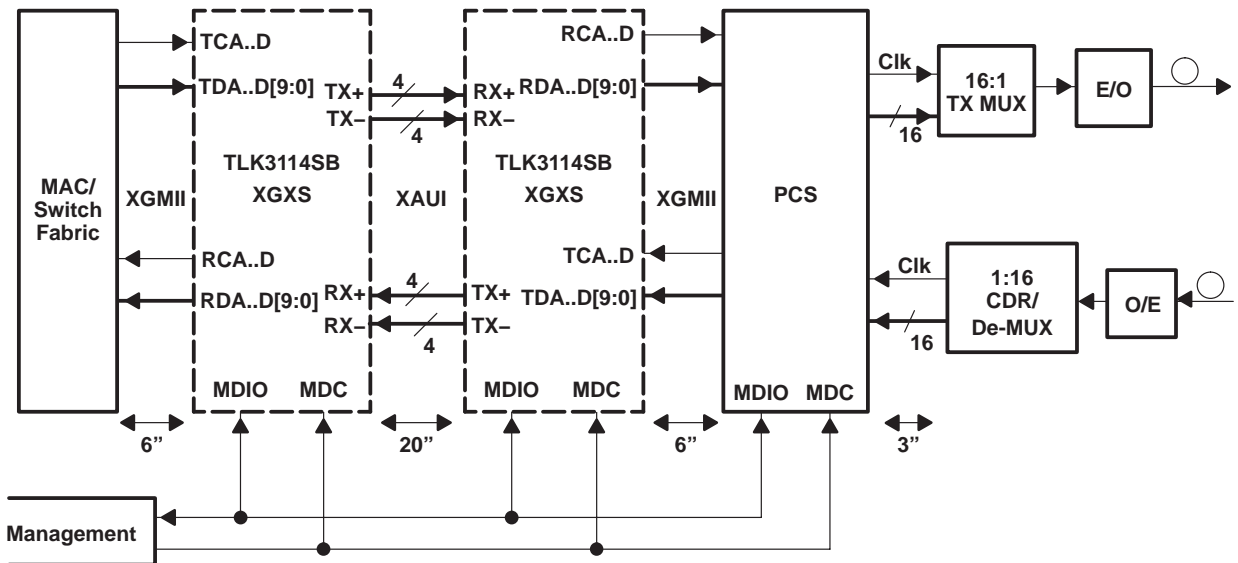 MAC/
Switch
Fabric
XGMII
TCA..D
TDA..D[9:0]
TX+
TX–
TLK3114SB
XGXS
RCA..D
RDA..D[9:0]
RX+
RX–
MDIO
MDC
4
4
XAUI
4
4
RCA..D
RX+
RDA..D[9:0]
RX–
TLK3114SB
XGXS
TCA..D
TX+
TDA..D[9:0]
TX–
MDIO
MDC
XGMII
PCS
MDIO
MDC
Clk
16
16:1
TX MUX
E/O
Clk
16
1:16
CDR/
De-MUX
O/E
6”
20”
6”
3”
Management